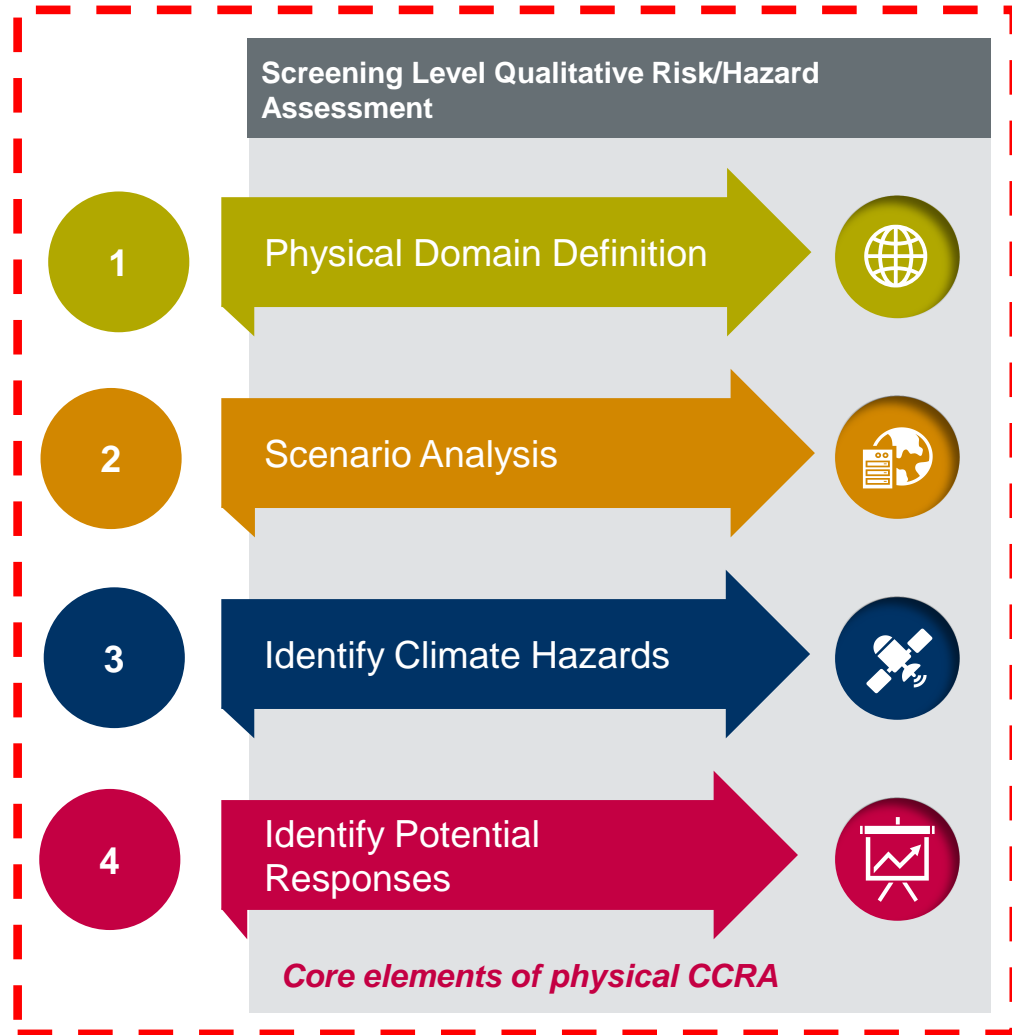 Screening Level Qualitative Risk/Hazard
Assessment
1
Physical Domain Definition
2
Scenario Analysis
3
Identify Climate Hazards
4
Identify Potential
Responses
Core elements of physical CCRA